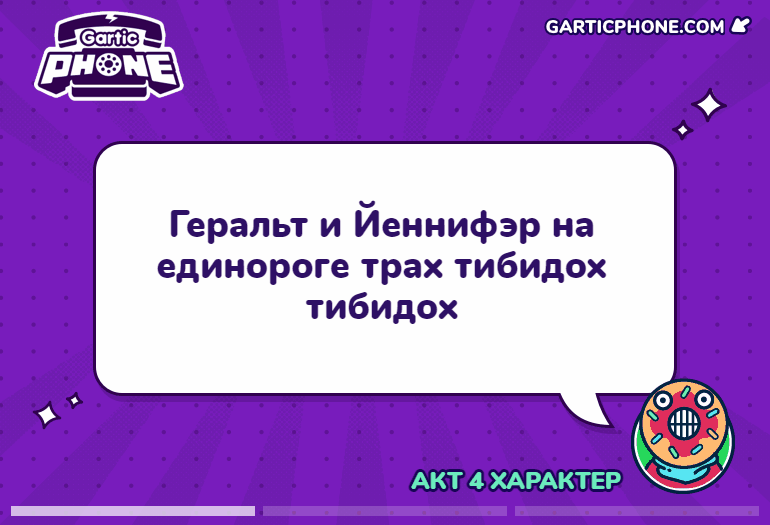 Gartic
PHONE
GARTICPHONE.COM
Геральт и Йеннифэр на
единороге трах тибидох
тибидох
АКТ 4 ХАРАКТЕР